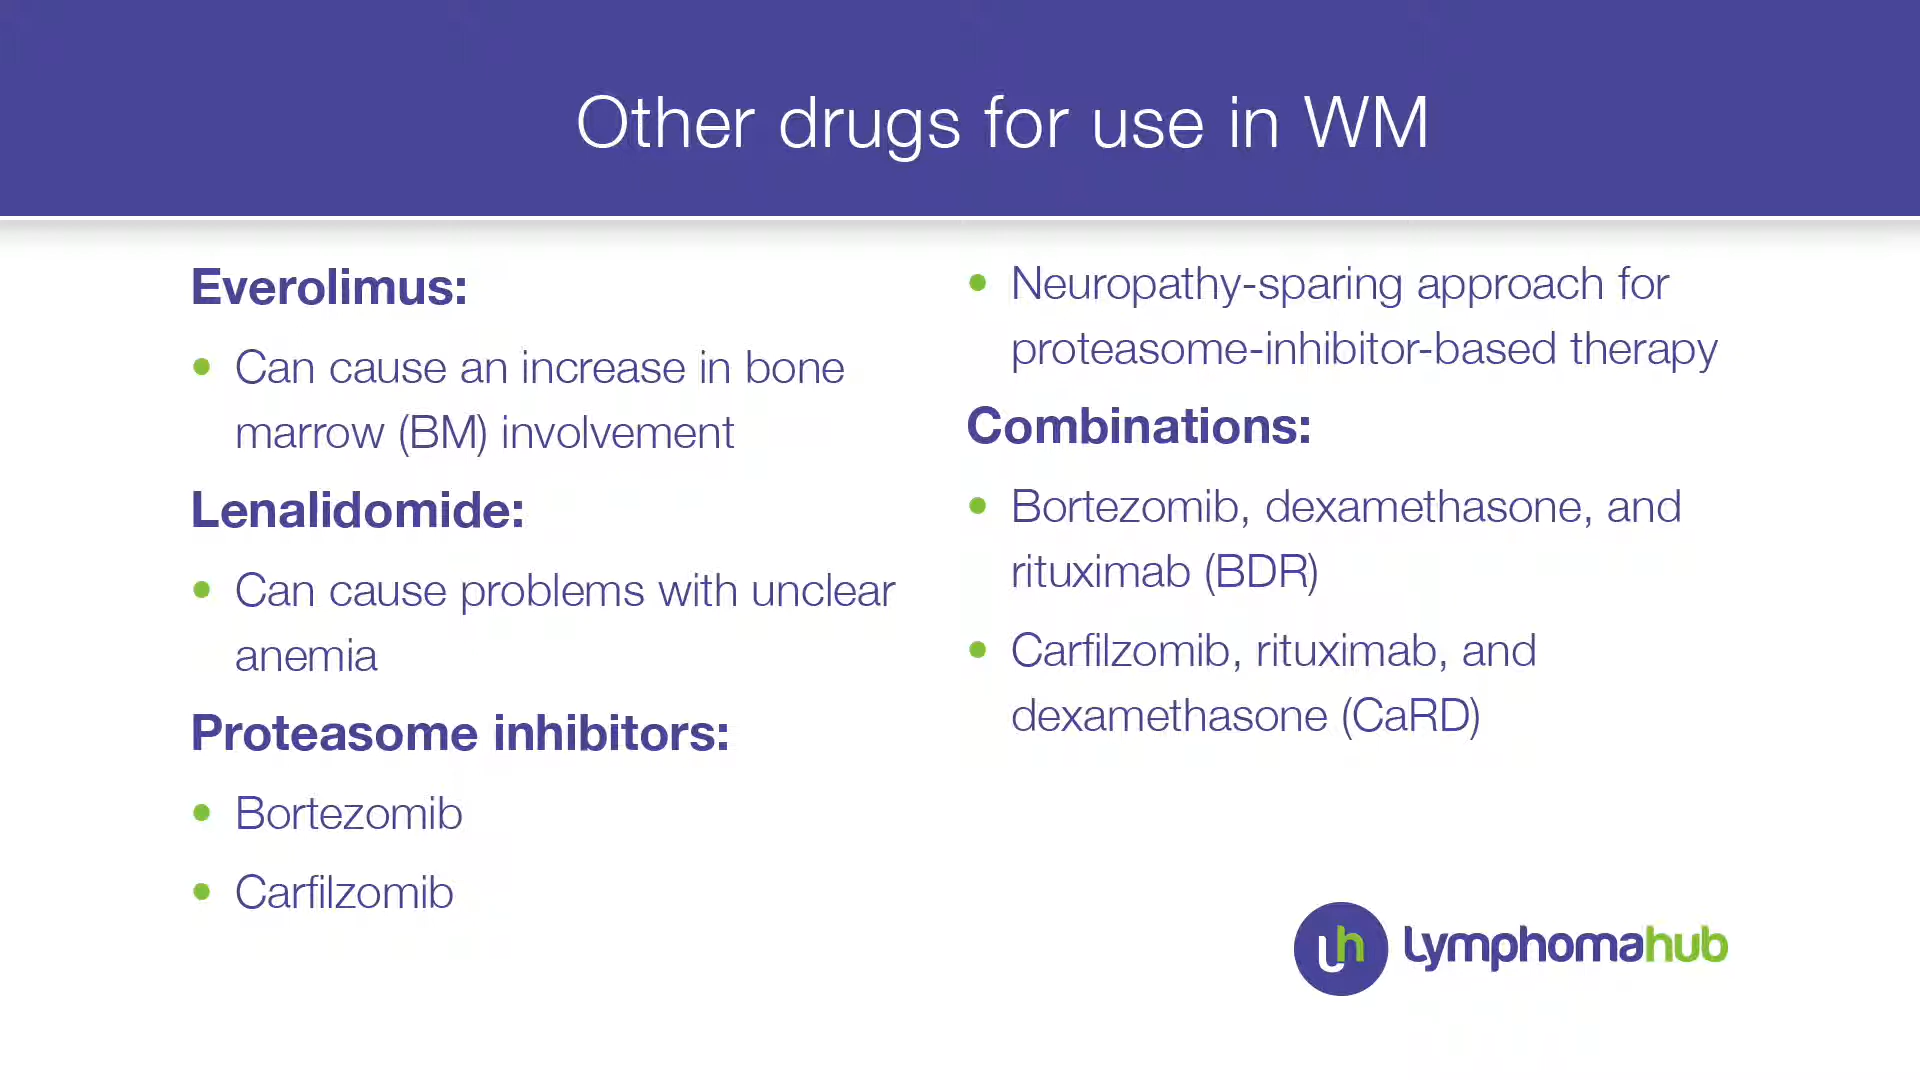 Other drugs for use in WM
Everolimus:
• Can cause an increase in bone
marrow (BM) involvement
Lenalidomide:
• Can cause problems with unclear
anemia
Proteasome inhibitors:
• Bortezomib
• Carfilzomib
• Neuropathy-sparing approach for
proteasome-inhibitor-based therapy
Combinations:
• Bortezomib, dexamethasone, and
rituximab (BDR)
• Carfilzomib, rituximab, and
dexamethasone (CaRD)
lh lymphomahub